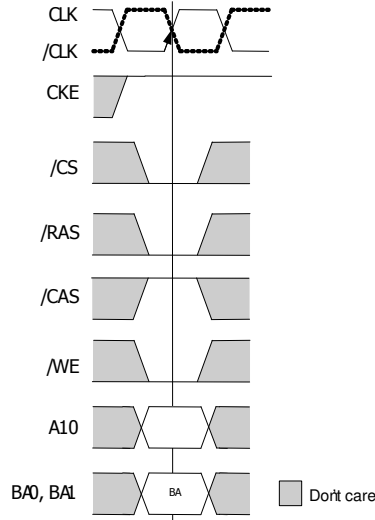 CLK
/CLK
CKE
/CS
/RAS
/CAS
/WE
A10
BA0, BA1
BA
Don't care